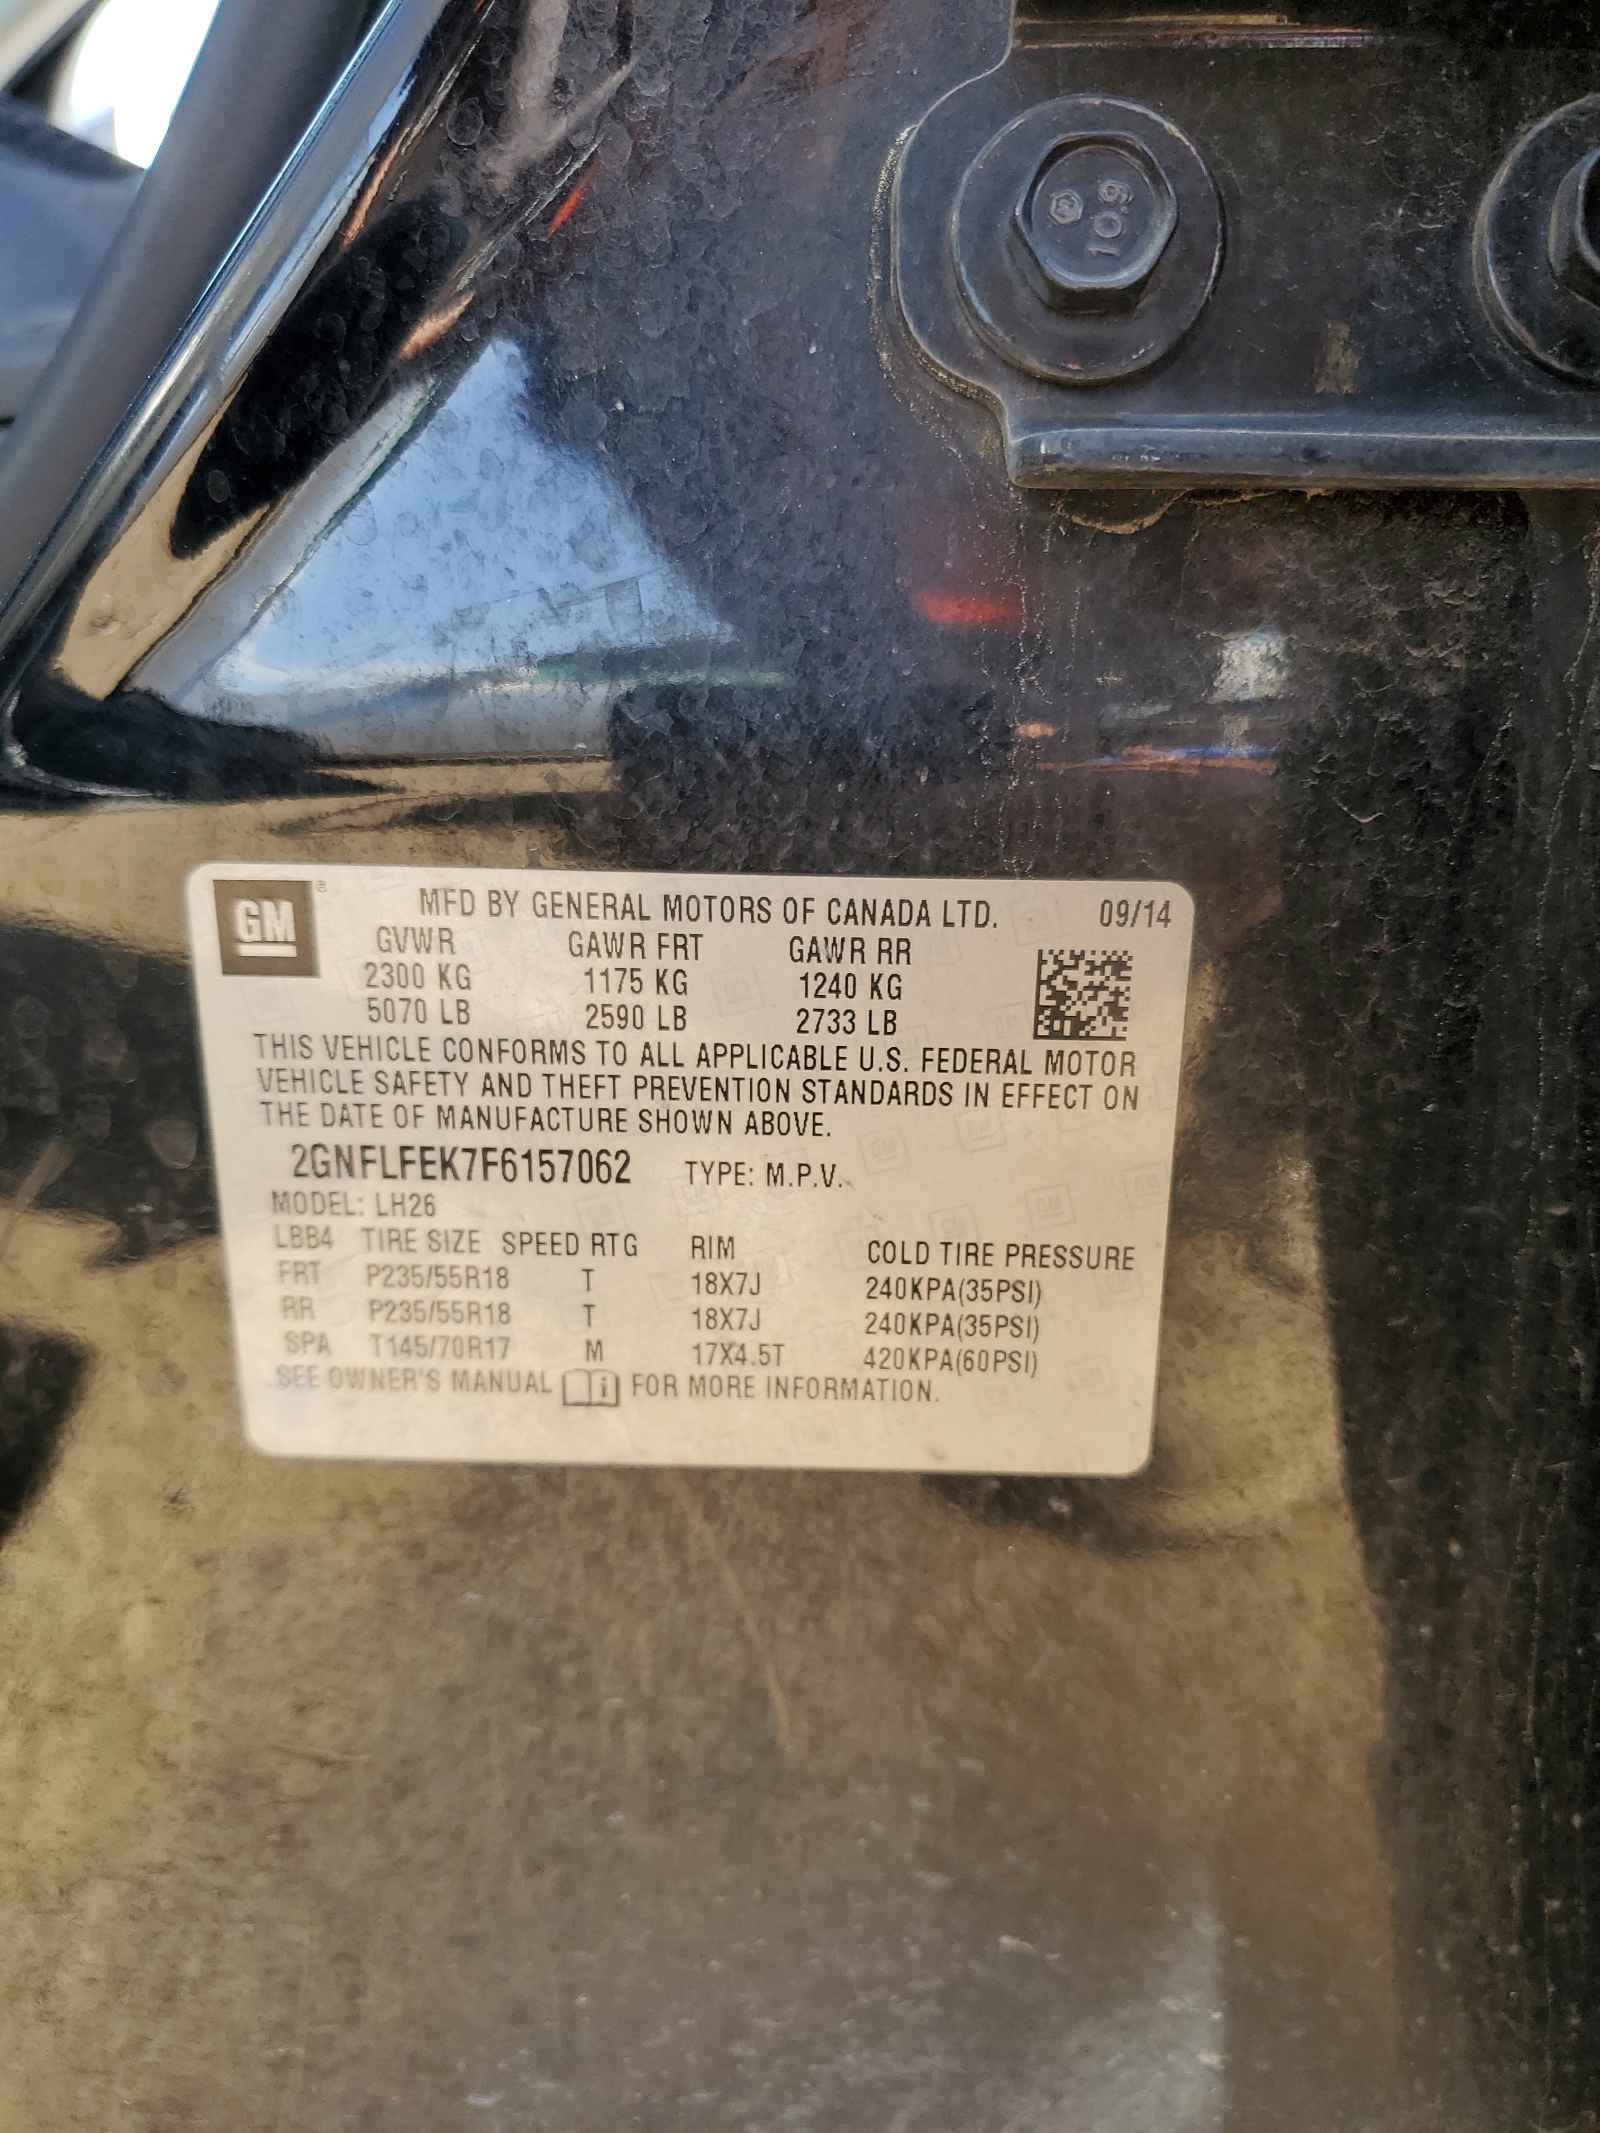 10.9
GM ®
MFD BY GENERAL MOTORS OF CANADA LTD. 09/14
GVWR GAWR FRT GAWR RR
2300 KG 1175 KG 1240 KG
5070 LB 2590 LB 2733 LB
THIS VEHICLE CONFORMS TO ALL APPLICABLE U.S. FEDERAL MOTOR
VEHICLE SAFETY AND THEFT PREVENTION STANDARDS IN EFFECT ON
THE DATE OF MANUFACTURE SHOWN ABOVE.
2GNFLFEK7F6157062 TYPE: M.P.V.
MODEL: LH26
LBB4 TIRE SIZE SPEED RTG RIM COLD TIRE PRESSURE
FRT P235/55R18 T 18X7J 240KPA(35PSI)
RR P235/55R18 T 18X7J 240KPA(35PSI)
SPA T145/70R17 M 17X4.5T 420KPA(60PSI)
SEE OWNER'S MANUAL i FOR MORE INFORMATION.